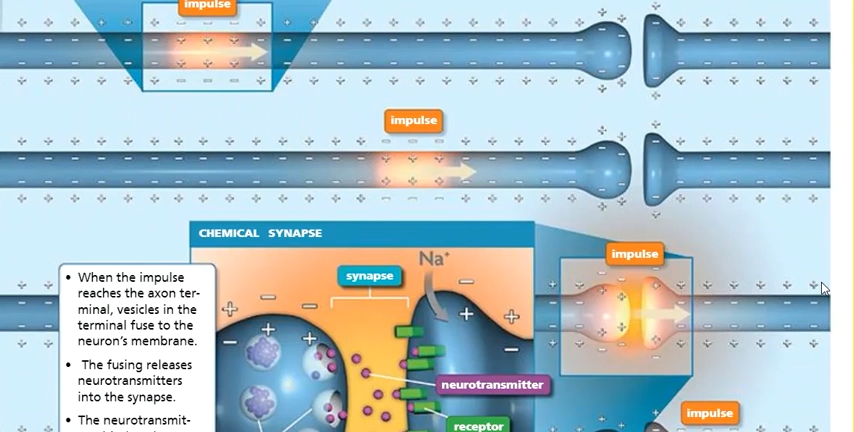 impulse
impulse
CHEMICAL SYNAPSE
impulse
synapse
Na⁺
• When the impulse
reaches the axon ter-
minal, vesicles in the
terminal fuse to the
neuron's membrane.
• The fusing releases
neurotransmitters
into the synapse.
• The neurotransmit-
neurotransmitter
receptor
impulse